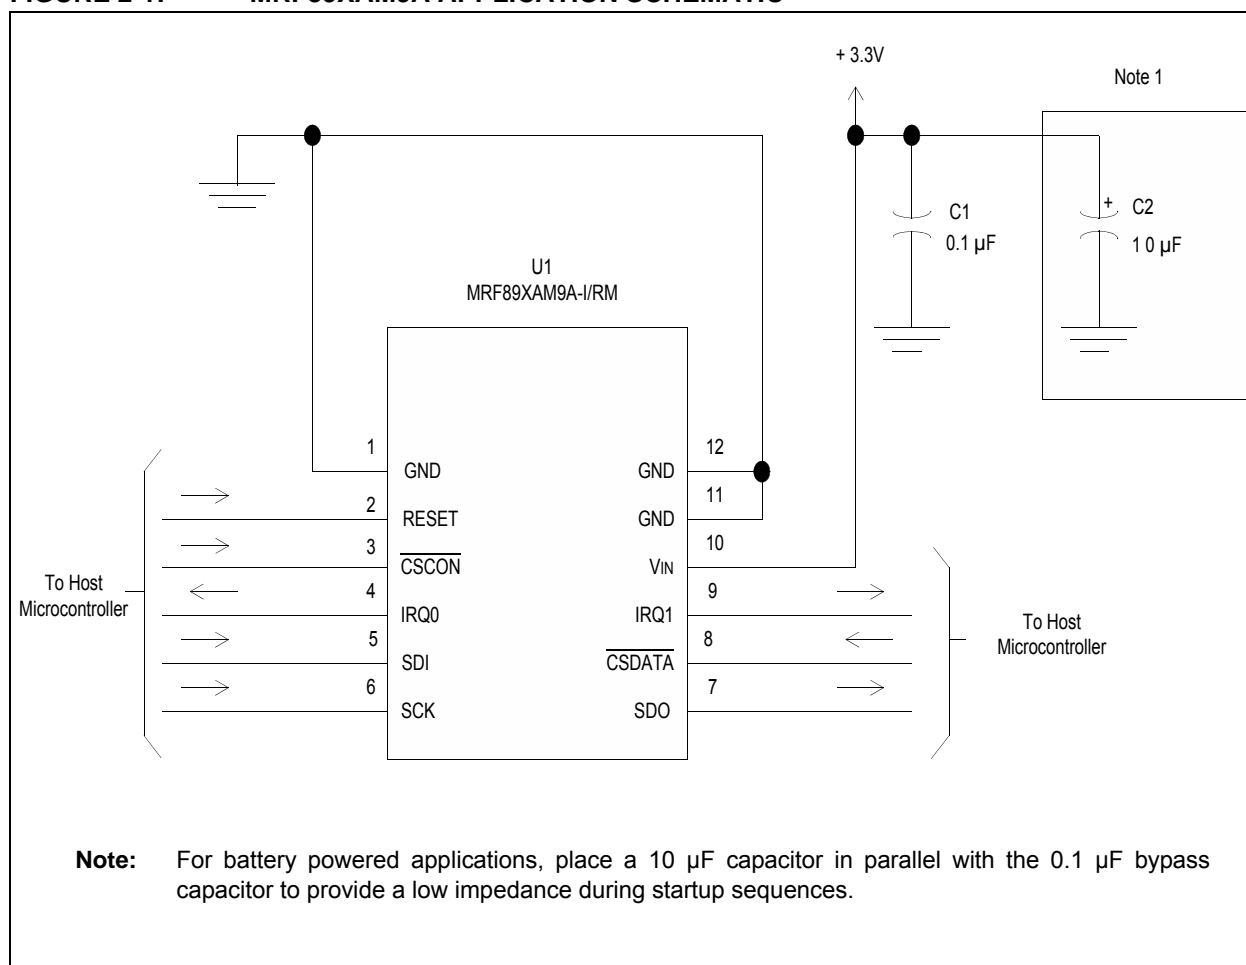 + 3.3V
Note 1
+
C1
0.1 µF
C2
1 0 µF
U1
MRF89XAM9A-I/RM
1
GND
2
RESET
3
CSCON
4
IRQ0
5
SDI
6
SCK
12
GND
11
GND
10
VIN
9
IRQ1
8
CSDATA
7
SDO
To Host
Microcontroller
To Host
Microcontroller
Note: For battery powered applications, place a 10 µF capacitor in parallel with the 0.1 µF bypass
capacitor to provide a low impedance during startup sequences.